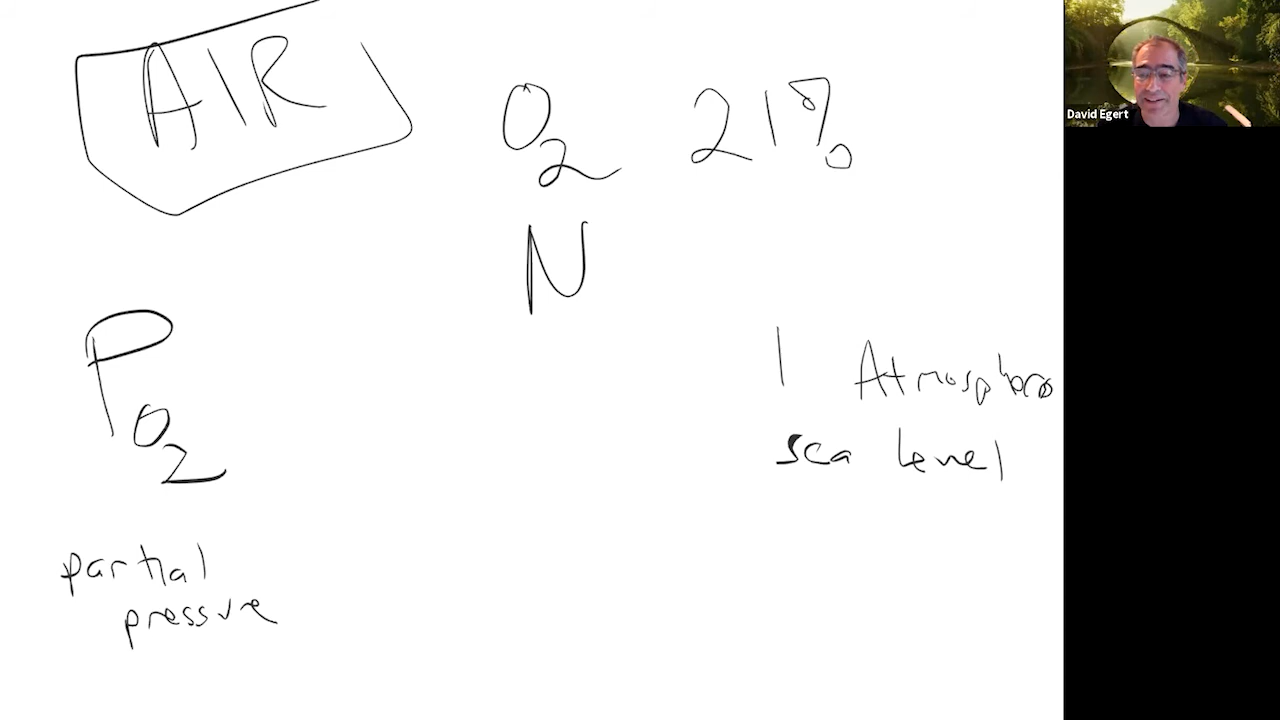 AIR
O2 21%
N
PO2
1 Atmosphere
sea level
partial
pressure
David Egert